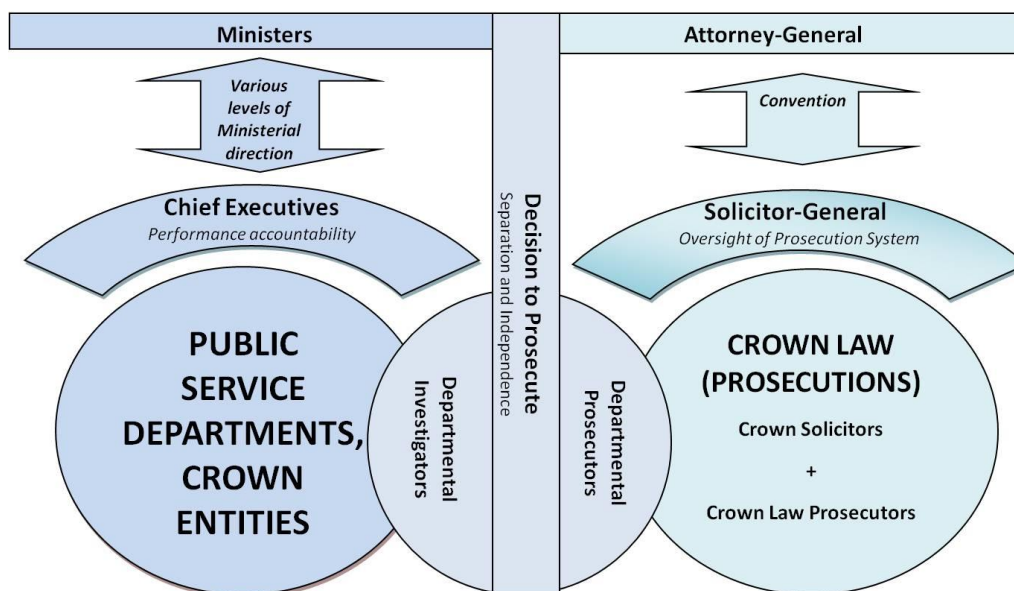 Ministers
Various
levels of
Ministerial
direction
Chief Executives
Performance accountability
PUBLIC
SERVICE
DEPARTMENTS,
CROWN
ENTITIES
Departmental
Investigators
Decision to Prosecute
Separation and Independence
Departmental
Prosecutors
Attorney-General
Convention
Solicitor-General
Oversight of Prosecution System
CROWN LAW
(PROSECUTIONS)
Crown Solicitors
+
Crown Law Prosecutors